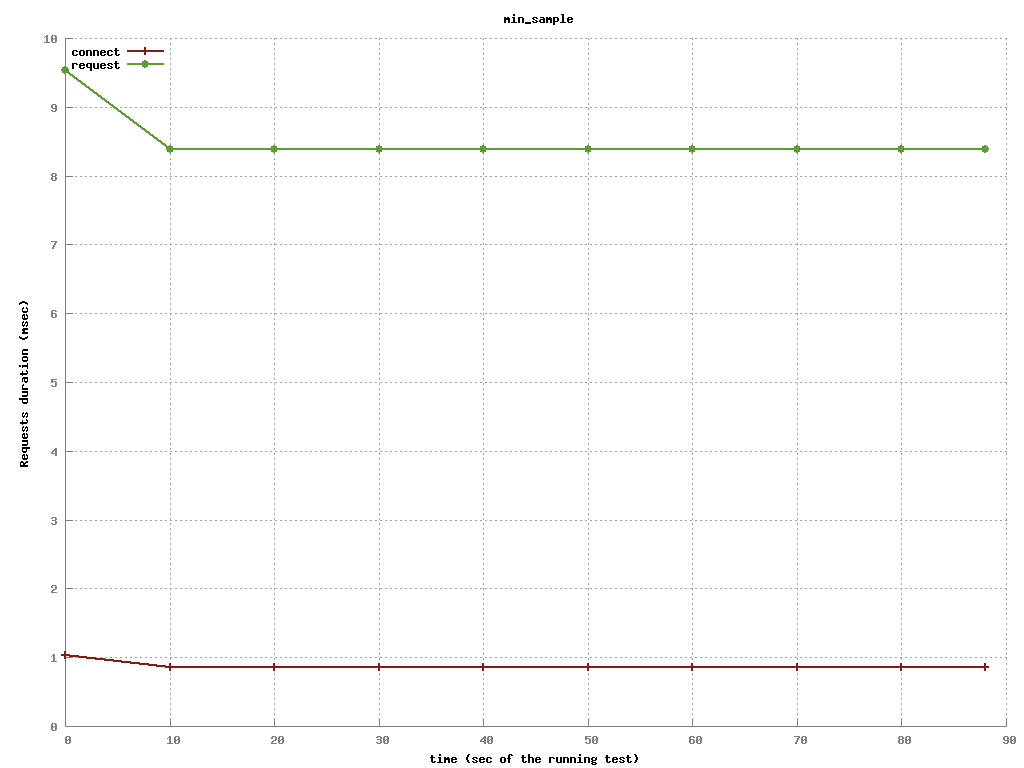 min_sample
connect
request
10
9
8
7
6
5
4
3
2
1
0
Requests duration (msec)
0 10 20 30 40 50 60 70 80 90
time (sec of the running test)